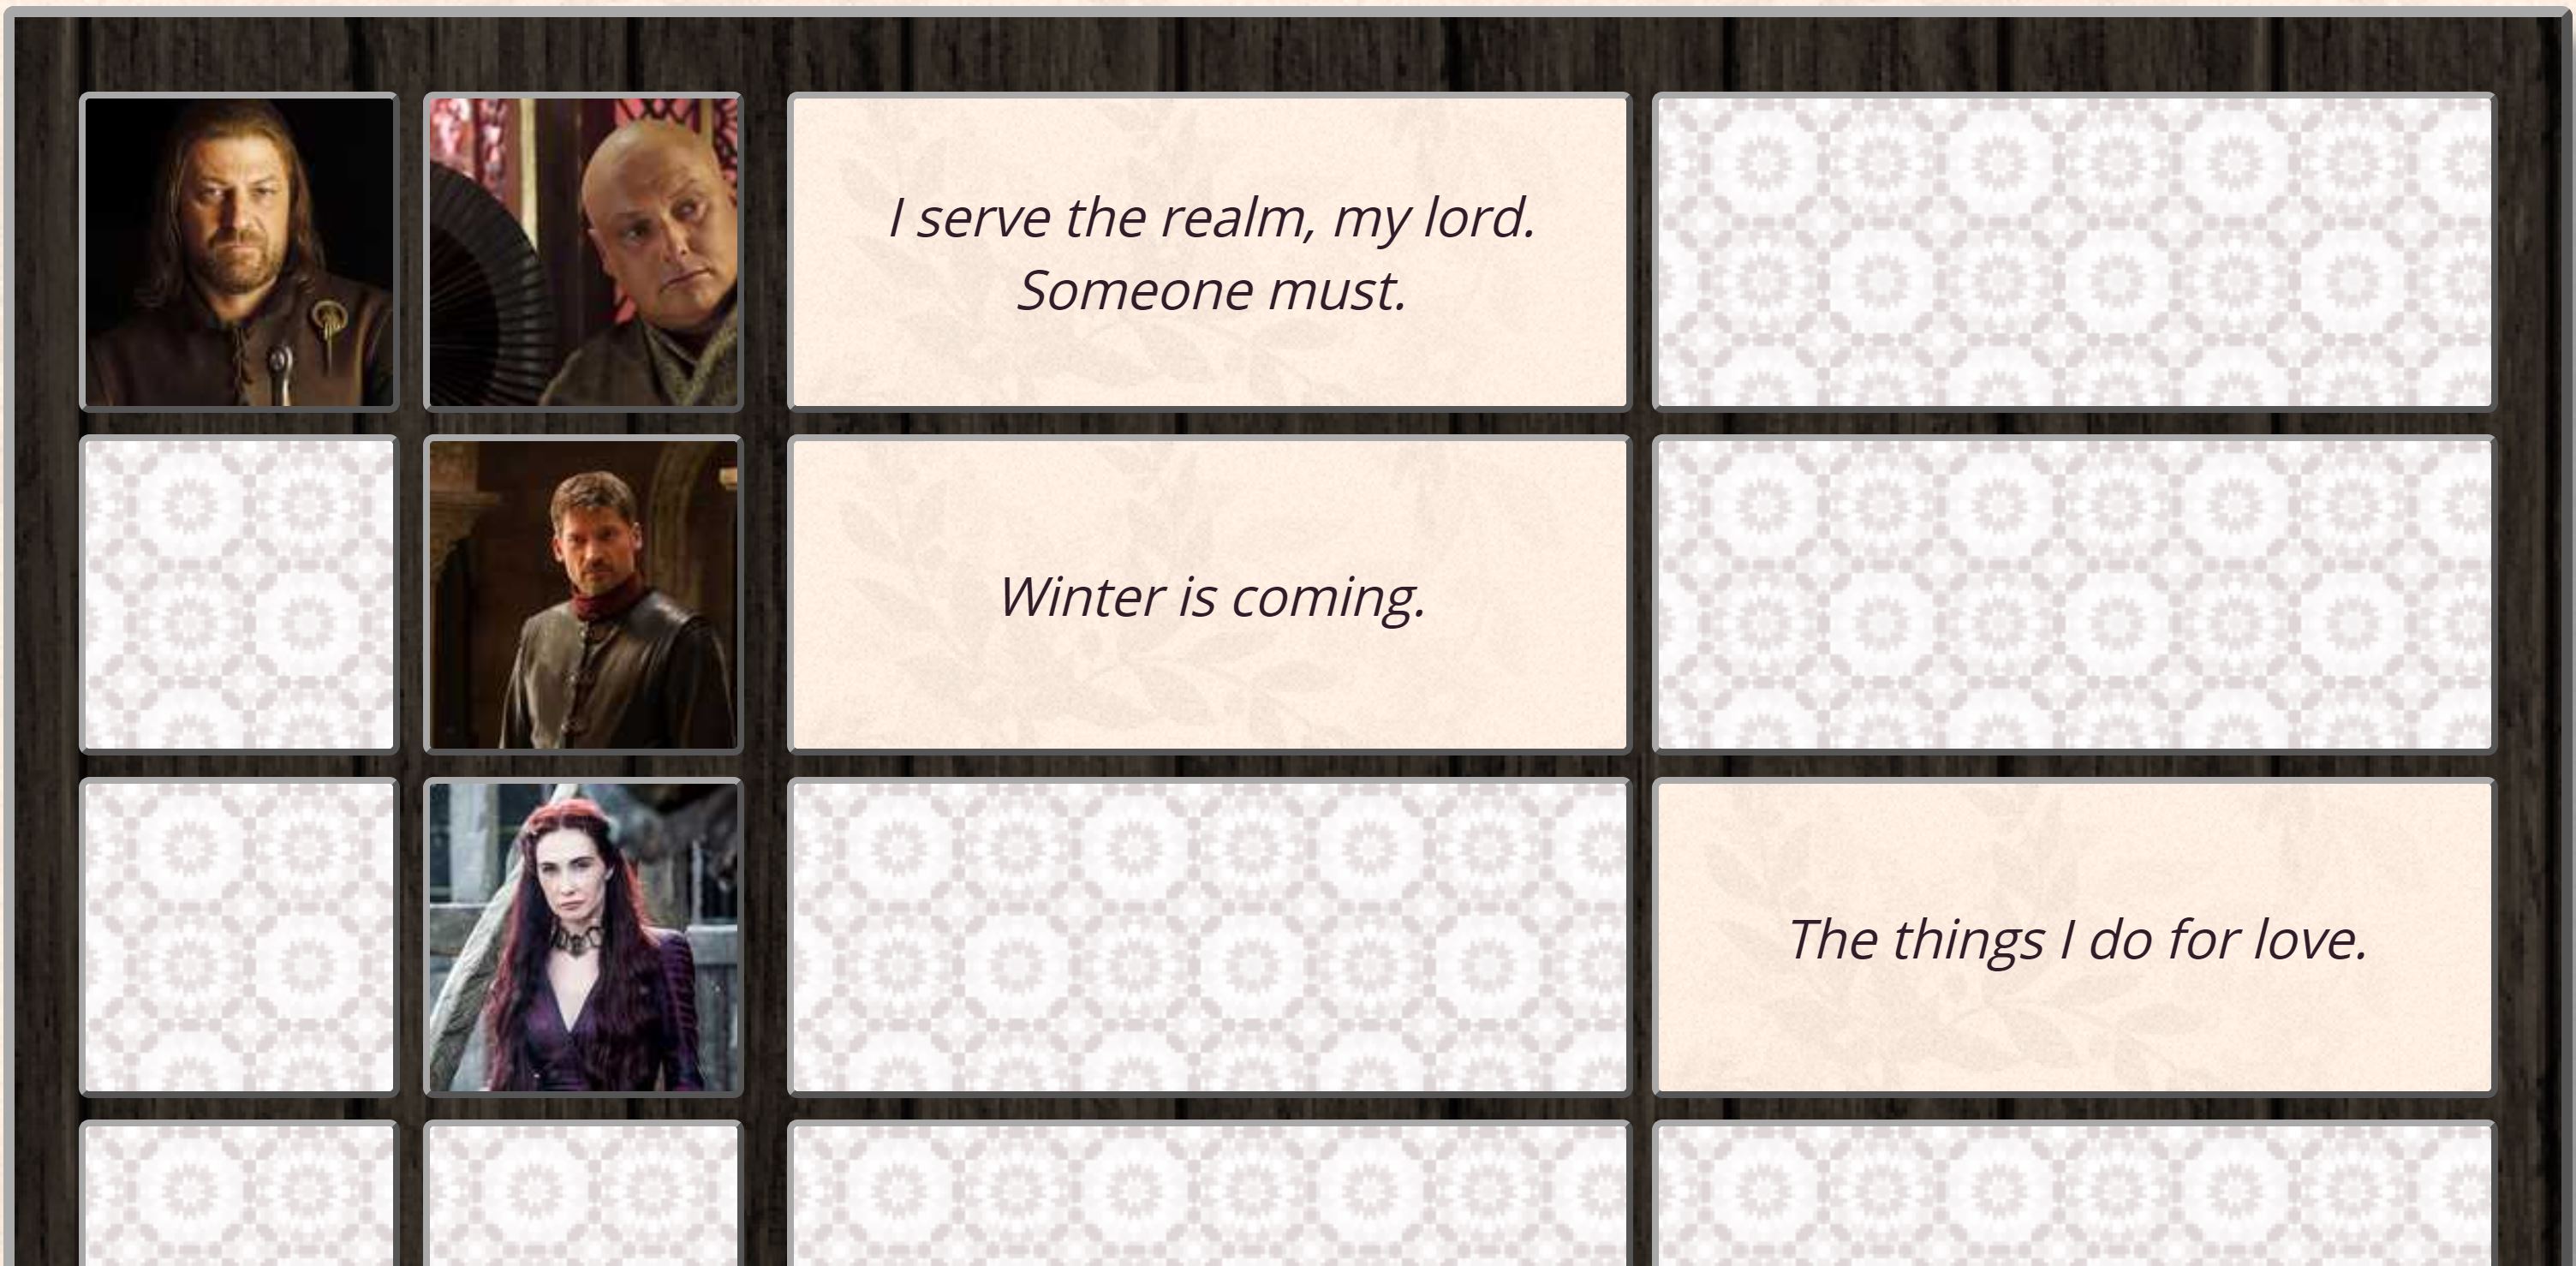 I serve the realm, my lord.
Someone must.
Winter is coming.
The things I do for love.